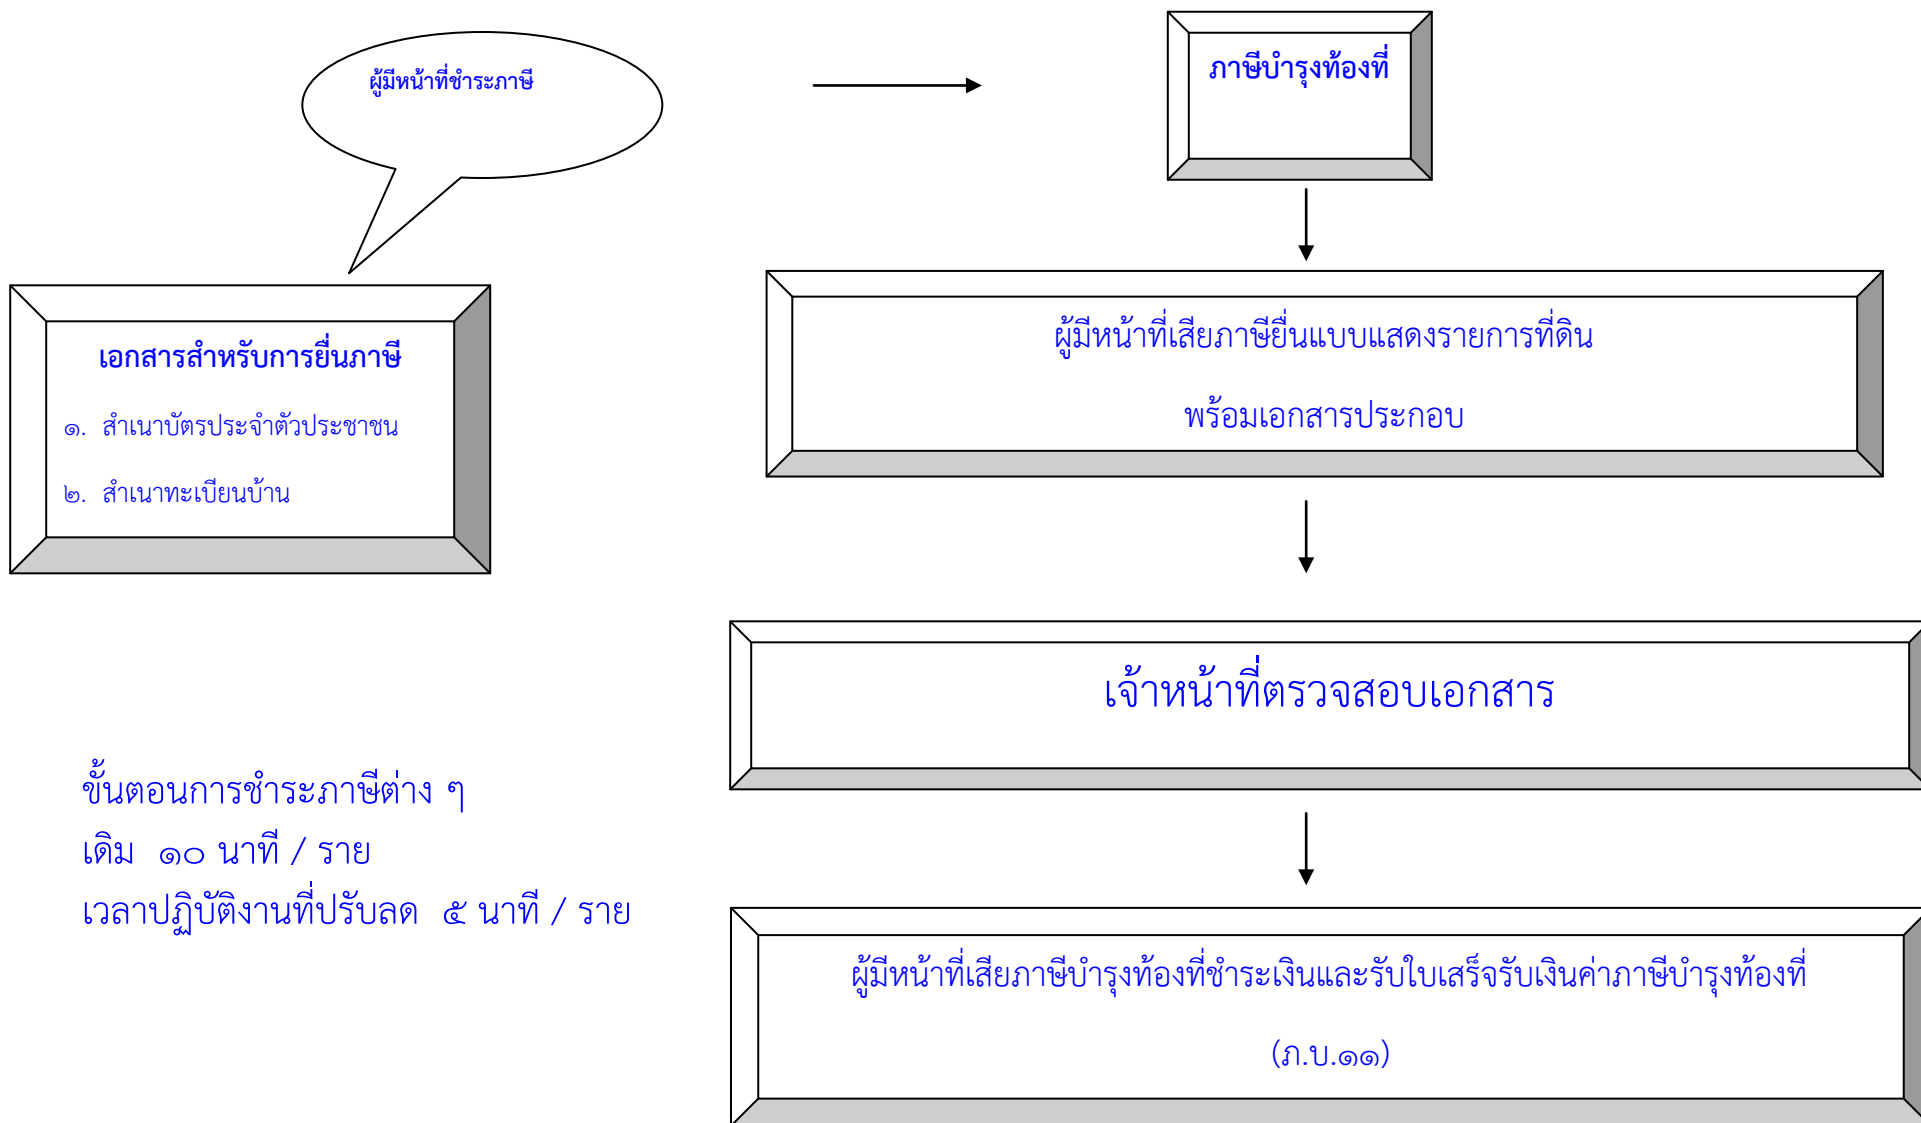 ผู้มีหน้าที่ชำระภาษี
ภาษีบำรุงท้องที่
ผู้มีหน้าที่เสียภาษียื่นแบบแสดงรายการที่ดิน
พร้อมเอกสารประกอบ
เอกสารสำหรับการยื่นภาษี
๑. สำเนาบัตรประจำตัวประชาชน
๒. สำเนาทะเบียนบ้าน
เจ้าหน้าที่ตรวจสอบเอกสาร
ขั้นตอนการชำระภาษีต่าง ๆ
เดิม ๑๐ นาที / ราย
เวลาปฏิบัติงานที่ปรับลด ๕ นาที / ราย
ผู้มีหน้าที่เสียภาษีบำรุงท้องที่ชำระเงินและรับใบเสร็จรับเงินค่าภาษีบำรุงท้องที่
(ภ.บ.๑๑)